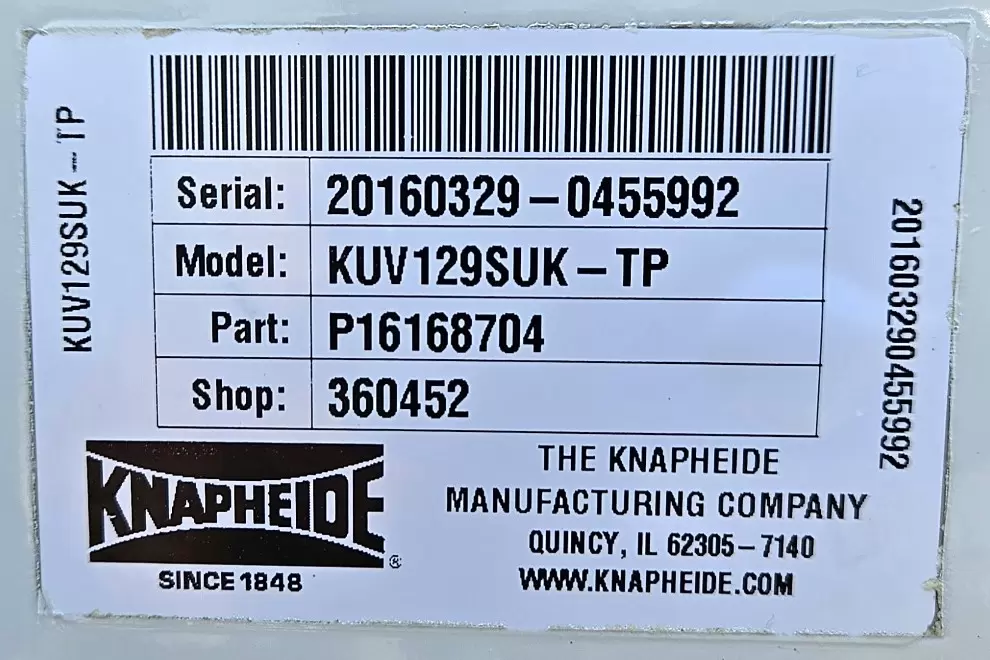 KUV129SUK-TP
Serial: 20160329-0455992
Model: KUV129SUK-TP
Part: P16168704
Shop: 360452
201603290455992
KNAPHEIDE®
SINCE 1848
THE KNAPHEIDE
MANUFACTURING COMPANY
QUINCY, IL 62305-7140
WWW.KNAPHEIDE.COM